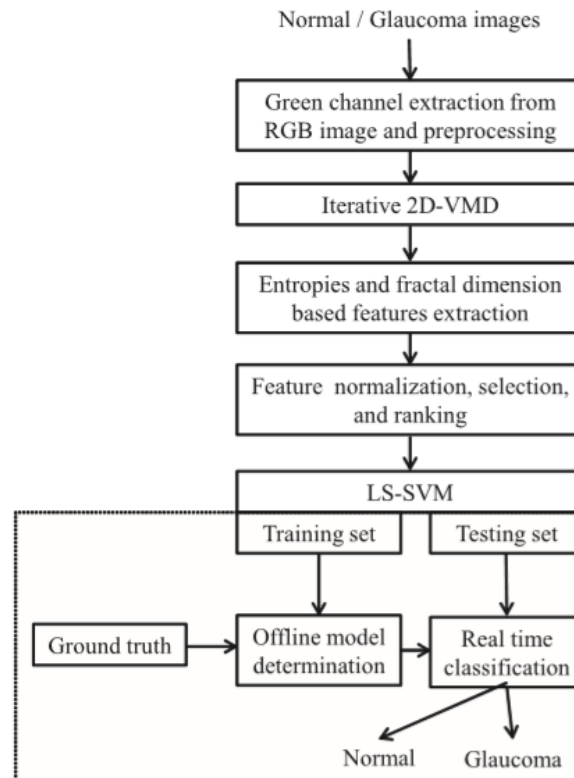 Normal / Glaucoma images
Green channel extraction from
RGB image and preprocessing
Iterative 2D-VMD
Entropies and fractal dimension
based features extraction
Feature normalization, selection,
and ranking
LS-SVM
Training set
Testing set
Ground truth
Offline model
determination
Real time
classification
Normal
Glaucoma